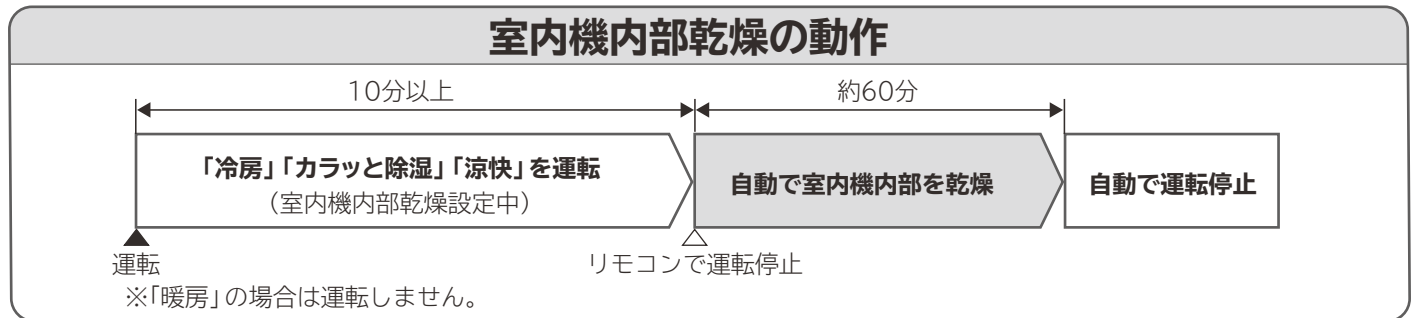 室内機内部乾燥の動作
10分以上
約60分
「冷房」「カラッと除湿」「涼快」を運転
（室内機内部乾燥設定中）
自動で室内機内部を乾燥
自動で運転停止
運転
リモコンで運転停止
※「暖房」の場合は運転しません。